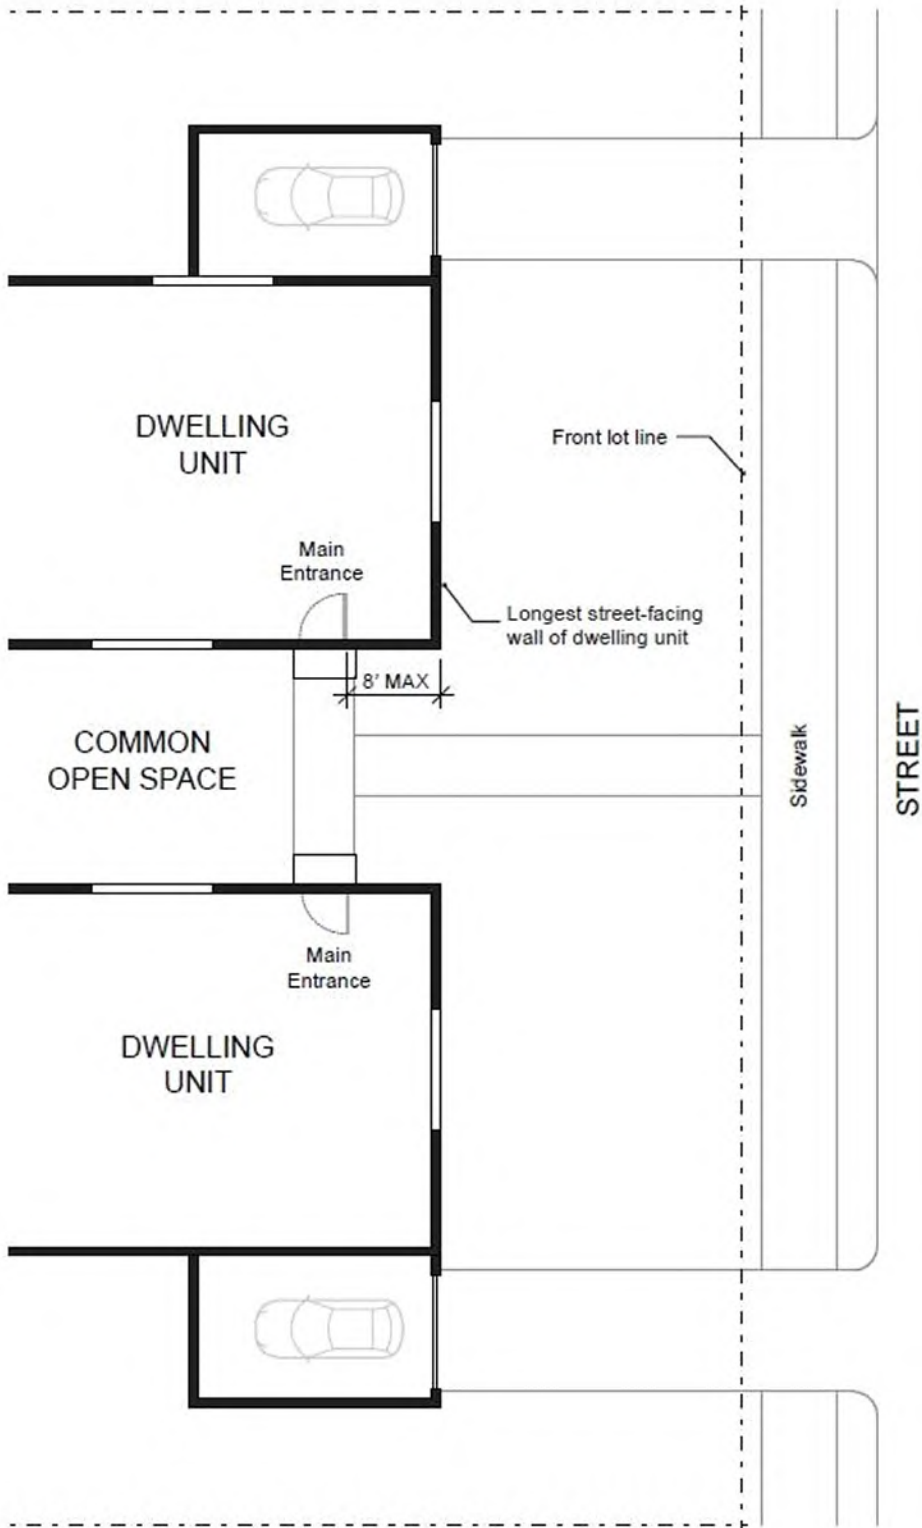 DWELLING
UNIT
Front lot line
Main
Entrance
Longest street-facing
wall of dwelling unit
8' MAX
COMMON
OPEN SPACE
Sidewalk
STREET
Main
Entrance
DWELLING
UNIT